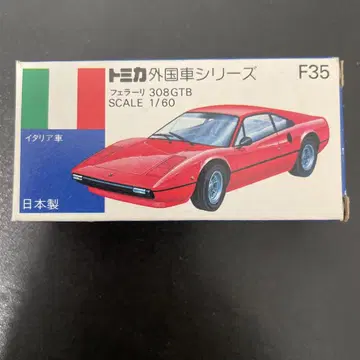 トミカ外国車シリーズ F35
フェラーリ 308GTB
SCALE 1/60
イタリア車
日本製